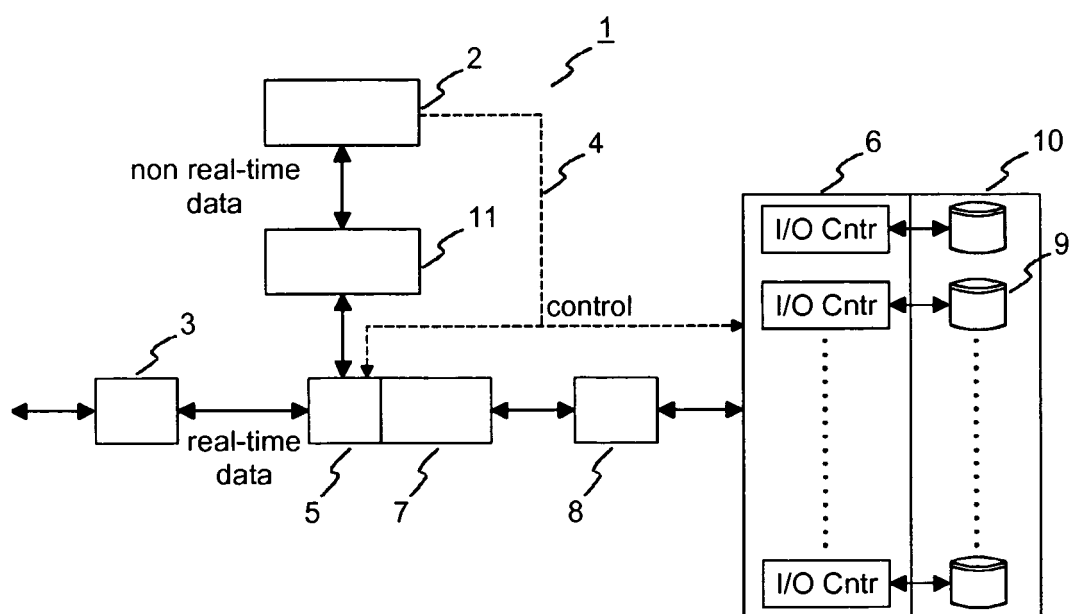 1
2
4
non real-time
data
6
10
I/O Cntr
11
9
I/O Cntr
control
3
real-time
data
5
7
8
I/O Cntr